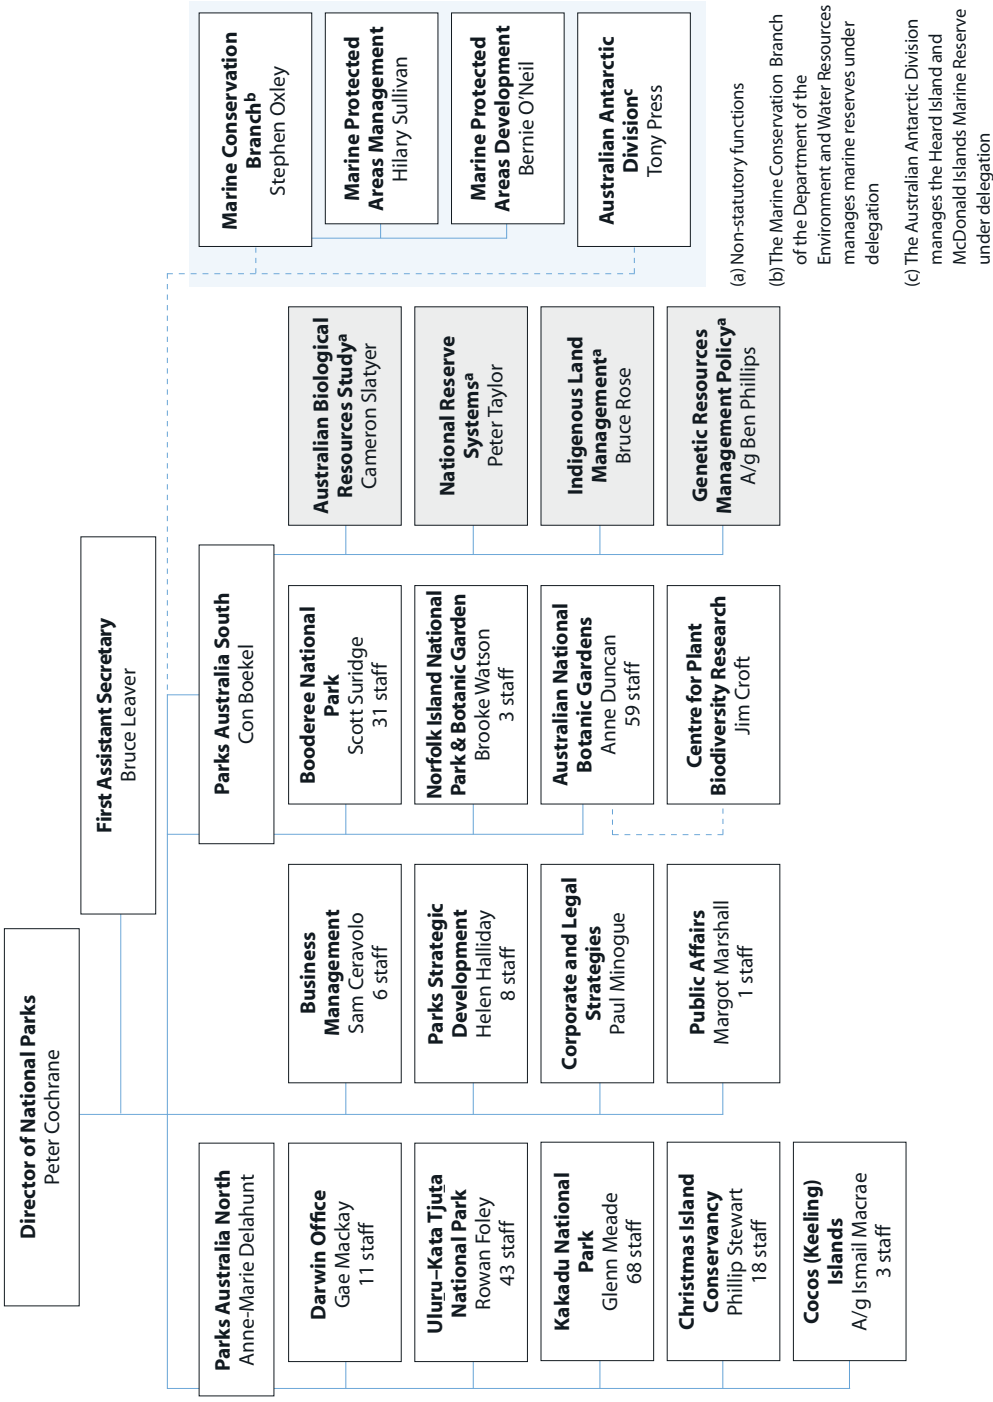 Director of National Parks
Peter Cochrane
First Assistant Secretary
Bruce Leaver
Parks Australia North
Anne-Marie Delahunt
Darwin Office
Gae Mackay
11 staff
Uluṟu–Kata Tjuṯa
National Park
Rowan Foley
43 staff
Kakadu National
Park
Glenn Meade
68 staff
Christmas Island
Conservancy
Phillip Stewart
18 staff
Cocos (Keeling)
Islands
A/g Ismail Macrae
3 staff
Business
Management
Sam Ceravolo
6 staff
Parks Strategic
Development
Helen Halliday
8 staff
Corporate and Legal
Strategies
Paul Minogue
Public Affairs
Margot Marshall
1 staff
Parks Australia South
Con Boekel
Booderee National
Park
Scott Suridge
31 staff
Norfolk Island National
Park & Botanic Garden
Brooke Watson
3 staff
Australian National
Botanic Gardens
Anne Duncan
59 staff
Centre for Plant
Biodiversity Research
Jim Croft
Australian Biological
Resources Studyᵃ
Cameron Slatyer
National Reserve
Systemsᵃ
Peter Taylor
Indigenous Land
Managementᵃ
Bruce Rose
Genetic Resources
Management Policyᵃ
A/g Ben Phillips
Marine Conservation
Branchᵇ
Stephen Oxley
Marine Protected
Areas Management
Hilary Sullivan
Marine Protected
Areas Development
Bernie O’Neil
Australian Antarctic
Divisionᶜ
Tony Press
(a) Non-statutory functions
(b) The Marine Conservation Branch
of the Department of the
Environment and Water Resources
manages marine reserves under
delegation
(c) The Australian Antarctic Division
manages the Heard Island and
McDonald Islands Marine Reserve
under delegation